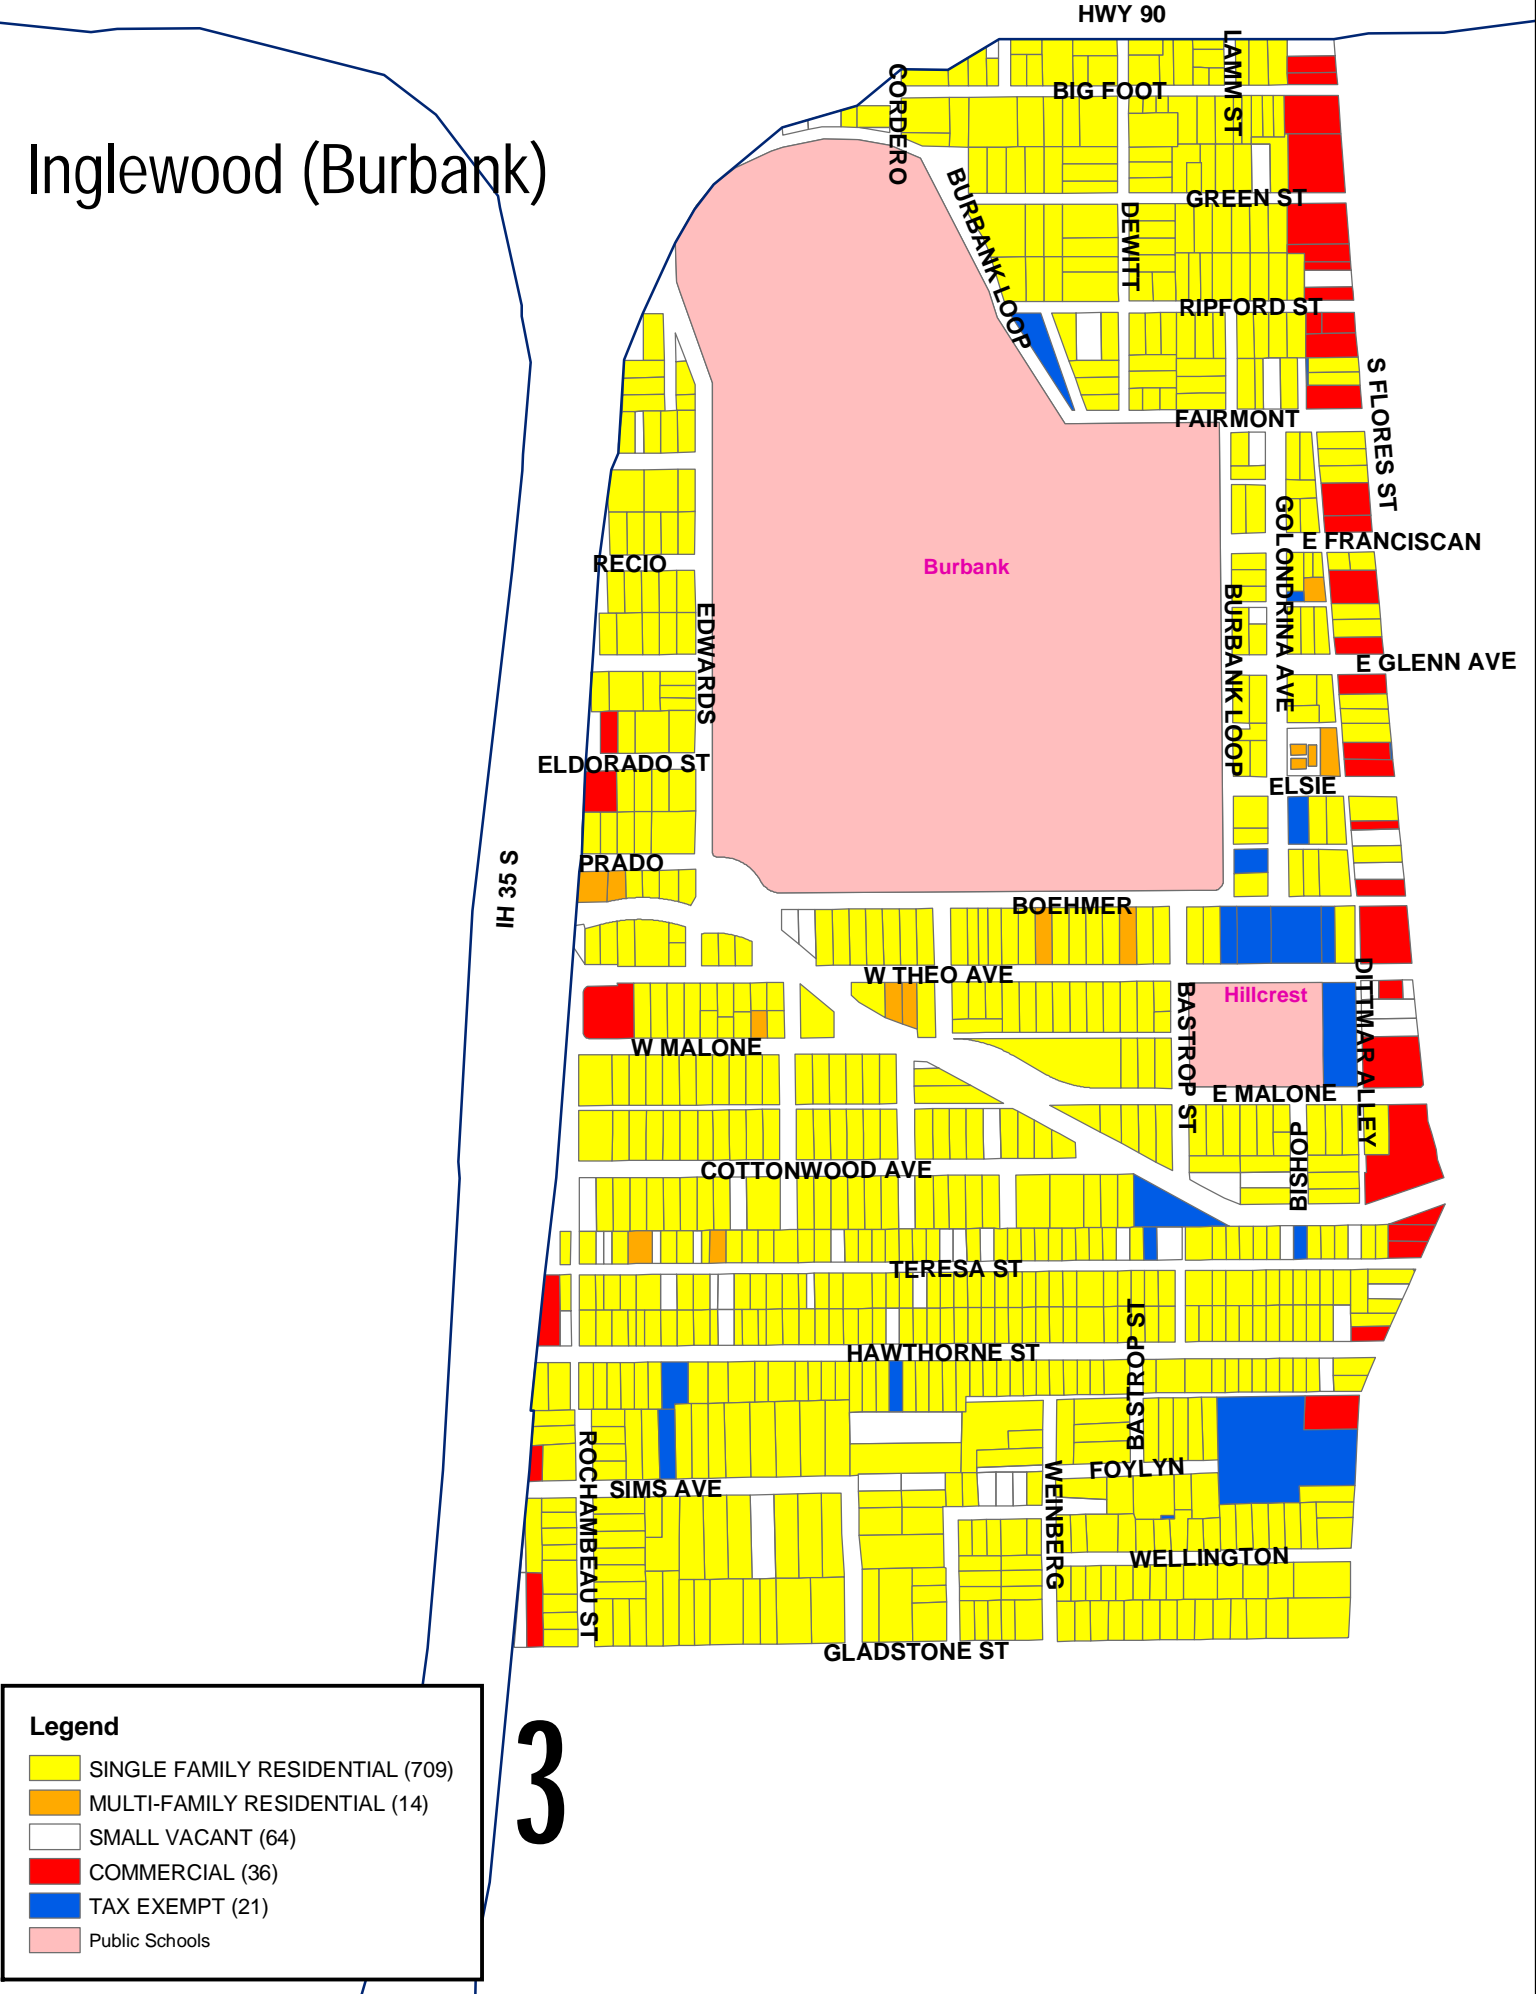 HWY 90
LAMM ST
CORDERO
BIG FOOT
Inglewood (Burbank)
BURBANK LOOP
GREEN ST
DEWITT
RIPFORD ST
S FLORES ST
FAIRMONT
GOLONDRINA AVE
E FRANCISCAN
RECIO
Burbank
BURBANK LOOP
EDWARDS
E GLENN AVE
ELDORADO ST
ELSIE
IH 35 S
PRADO
BOEHMER
W THEO AVE
DITTMAR ALLEY
BASTROP ST
Hillcrest
W MALONE
E MALONE
BISHOP
COTTONWOOD AVE
TERESA ST
BASTROP ST
HAWTHORNE ST
ROCHAMBEAU ST
WEINBERG
FOYLYN
SIMS AVE
WELLINGTON
GLADSTONE ST
3
Legend
SINGLE FAMILY RESIDENTIAL (709)
MULTI-FAMILY RESIDENTIAL (14)
SMALL VACANT (64)
COMMERCIAL (36)
TAX EXEMPT (21)
Public Schools